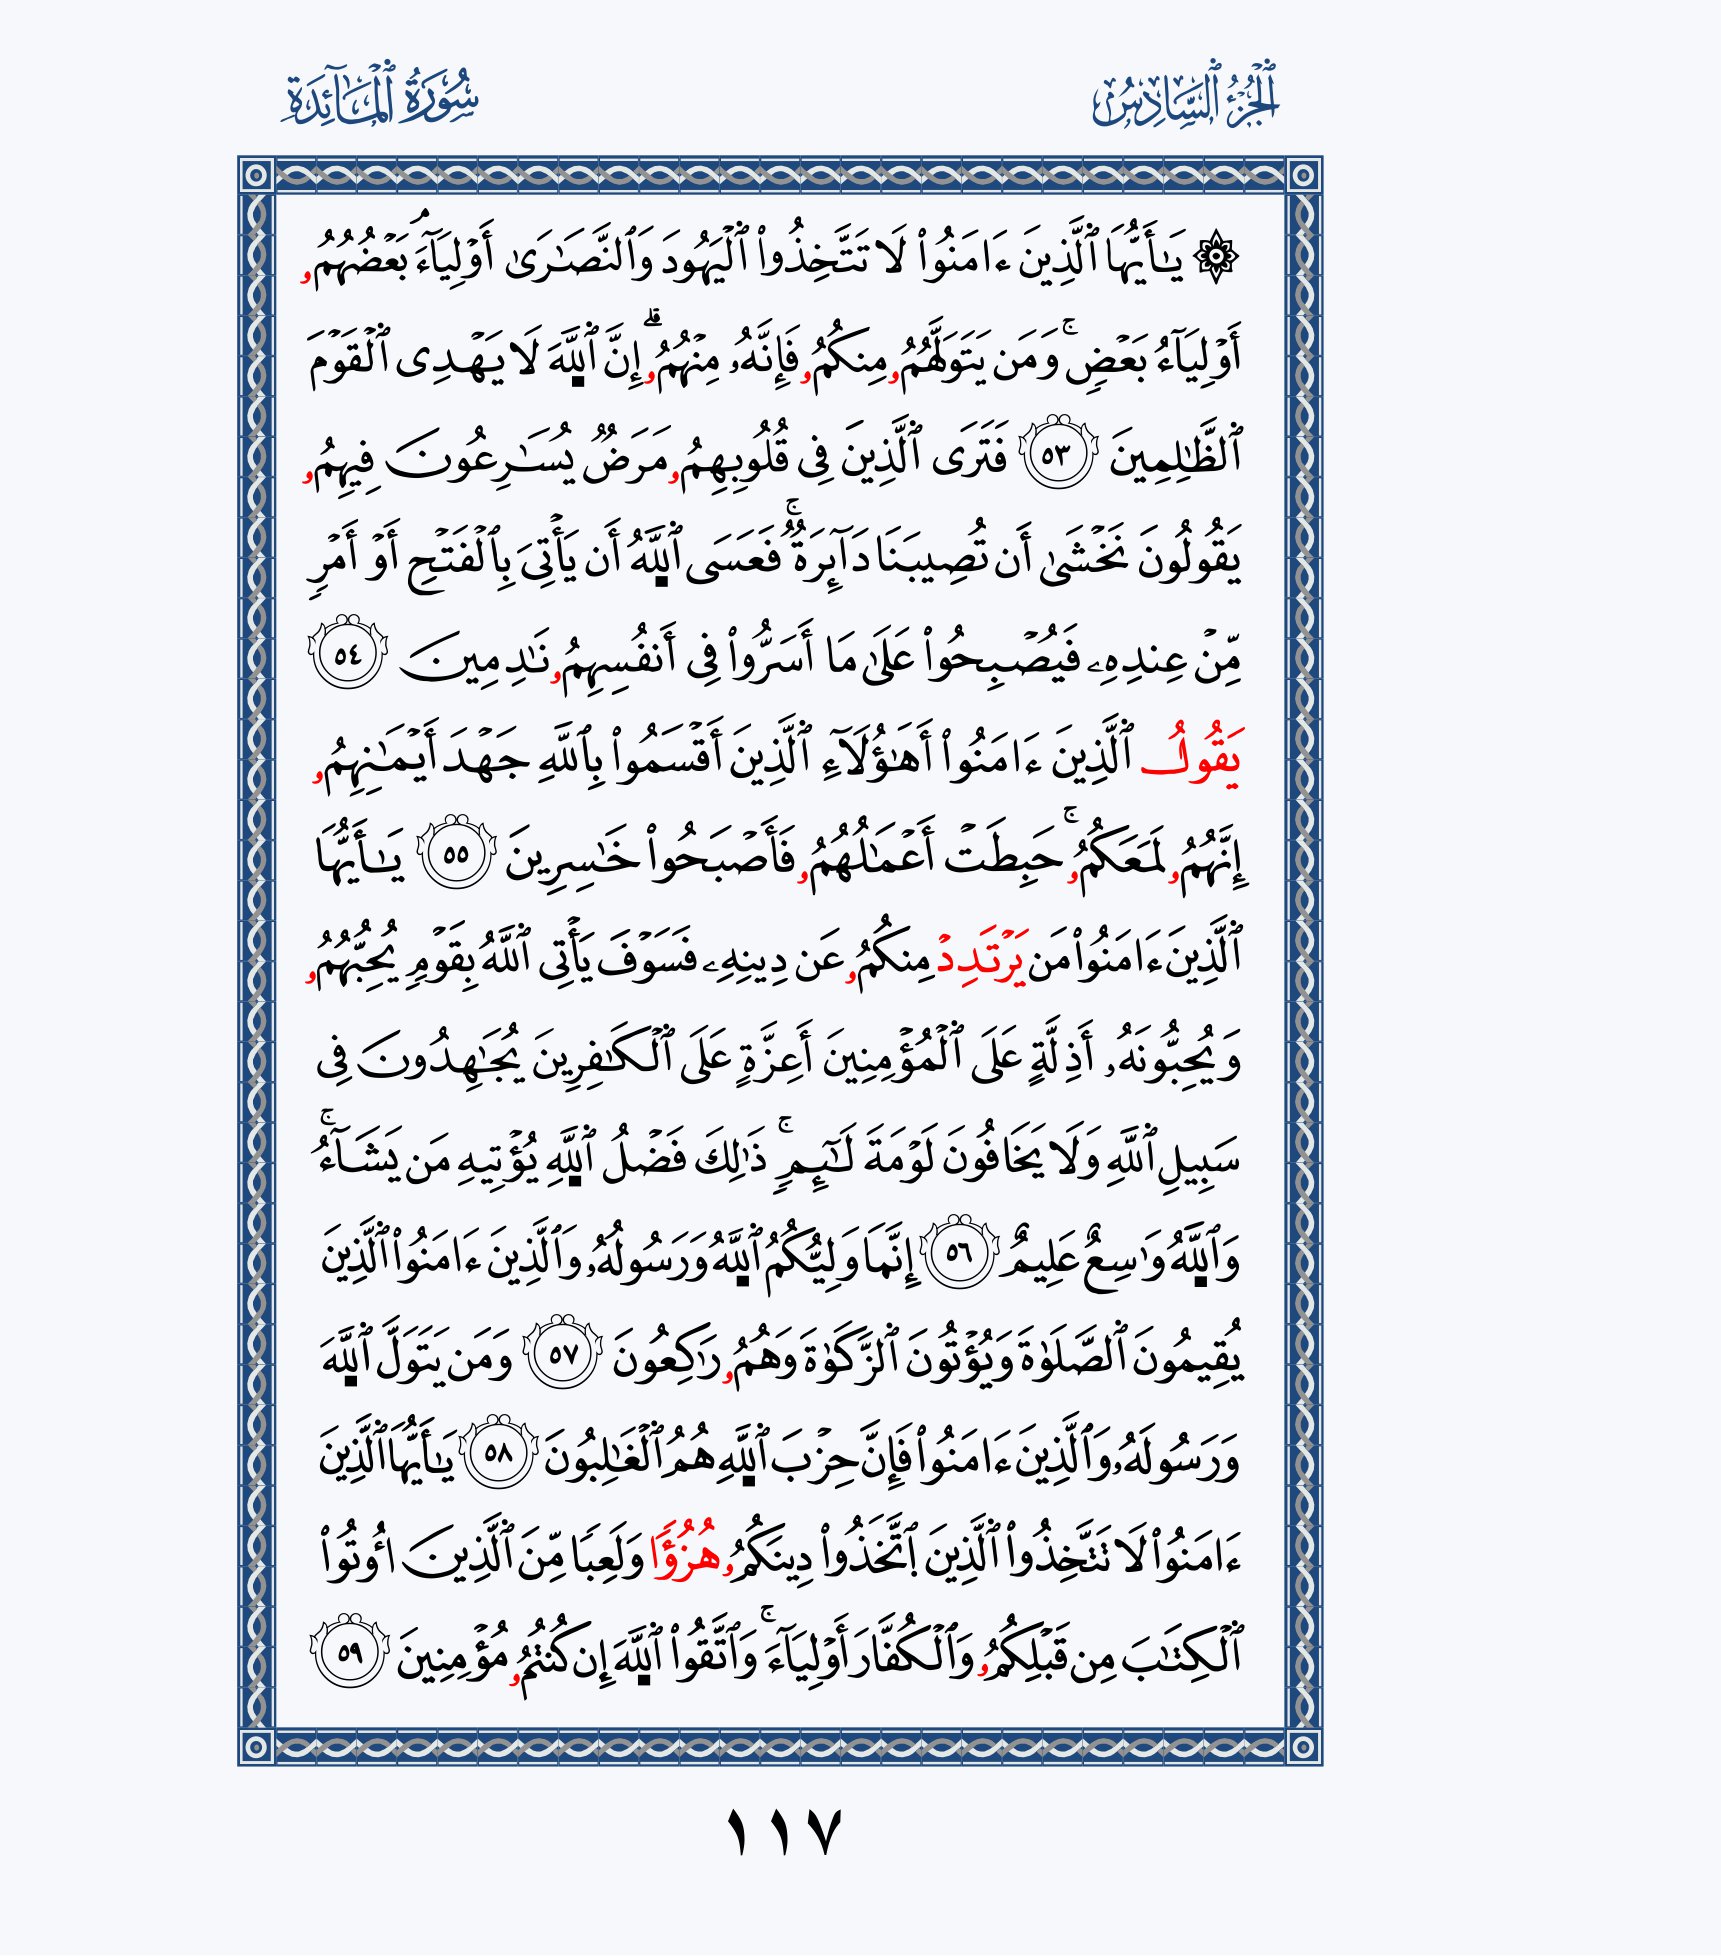 ٱلْجُزْءُ ٱلسَّادِسُ
سُورَةُ ٱلْمَآئِدَةِ
۞ يَـٰٓأَيُّهَا ٱلَّذِينَ ءَامَنُوا۟ لَا تَتَّخِذُوا۟ ٱلْيَهُودَ وَٱلنَّصَـٰرَىٰ أَوْلِيَآءَ ۘ بَعْضُهُمُۥ
أَوْلِيَآءُ بَعْضٍ ۚ وَمَن يَتَوَلَّهُمُۥ مِنكُمُۥ فَإِنَّهُۥ مِنْهُمُۥ ۗ إِنَّ ٱللَّهَ لَا يَهْدِى ٱلْقَوْمَ
ٱلظَّـٰلِمِينَ ٥٣ فَتَرَى ٱلَّذِينَ فِى قُلُوبِهِمُۥ مَرَضٌ يُسَـٰرِعُونَ فِيهِمُۥ
يَقُولُونَ نَخْشَىٰ أَن تُصِيبَنَا دَآئِرَةٌ ۚ فَعَسَى ٱللَّهُ أَن يَأْتِىَ بِٱلْفَتْحِ أَوْ أَمْرٍ
مِّنْ عِندِهِۦ فَيُصْبِحُوا۟ عَلَىٰ مَا أَسَرُّوا۟ فِى أَنفُسِهِمُۥ نَـٰدِمِينَ ٥٤
يَقُولُ ٱلَّذِينَ ءَامَنُوا۟ أَهَـٰؤُلَآءِ ٱلَّذِينَ أَقْسَمُوا۟ بِٱللَّهِ جَهْدَ أَيْمَـٰنِهِمُۥ
إِنَّهُمُۥ لَمَعَكُمُۥ ۚ حَبِطَتْ أَعْمَـٰلُهُمُۥ فَأَصْبَحُوا۟ خَـٰسِرِينَ ٥٥ يَـٰأَيُّهَا
ٱلَّذِينَ ءَامَنُوا۟ مَن يَرْتَدِدْ مِنكُمُۥ عَن دِينِهِۦ فَسَوْفَ يَأْتِى ٱللَّهُ بِقَوْمٍ يُحِبُّهُمُۥ
وَيُحِبُّونَهُۥ أَذِلَّةٍ عَلَى ٱلْمُؤْمِنِينَ أَعِزَّةٍ عَلَى ٱلْكَـٰفِرِينَ يُجَـٰهِدُونَ فِى
سَبِيلِ ٱللَّهِ وَلَا يَخَافُونَ لَوْمَةَ لَـٰٓئِمٍ ۚ ذَٰلِكَ فَضْلُ ٱللَّهِ يُؤْتِيهِ مَن يَشَـآءُ ۚ
وَٱللَّهُ وَٰسِعٌ عَلِيمٌ ٥٦ إِنَّمَا وَلِيُّكُمُ ٱللَّهُ وَرَسُولُهُۥ وَٱلَّذِينَ ءَامَنُوا۟ ٱلَّذِينَ
يُقِيمُونَ ٱلصَّلَوٰةَ وَيُؤْتُونَ ٱلزَّكَوٰةَ وَهُمُۥ رَٰكِعُونَ ٥٧ وَمَن يَتَوَلَّ ٱللَّهَ
وَرَسُولَهُۥ وَٱلَّذِينَ ءَامَنُوا۟ فَإِنَّ حِزْبَ ٱللَّهِ هُمُ ٱلْغَـٰلِبُونَ ٥٨ يَـٰأَيُّهَا ٱلَّذِينَ
ءَامَنُوا۟ لَا تَتَّخِذُوا۟ ٱلَّذِينَ ٱتَّخَذُوا۟ دِينَكُمُۥ هُزُؤًا وَلَعِبًا مِّنَ ٱلَّذِينَ أُوتُوا۟
ٱلْكِتَـٰبَ مِن قَبْلِكُمُۥ وَٱلْكُفَّارَ أَوْلِيَآءَ ۚ وَٱتَّقُوا۟ ٱللَّهَ إِن كُنتُمُۥ مُؤْمِنِينَ ٥٩
١١٧